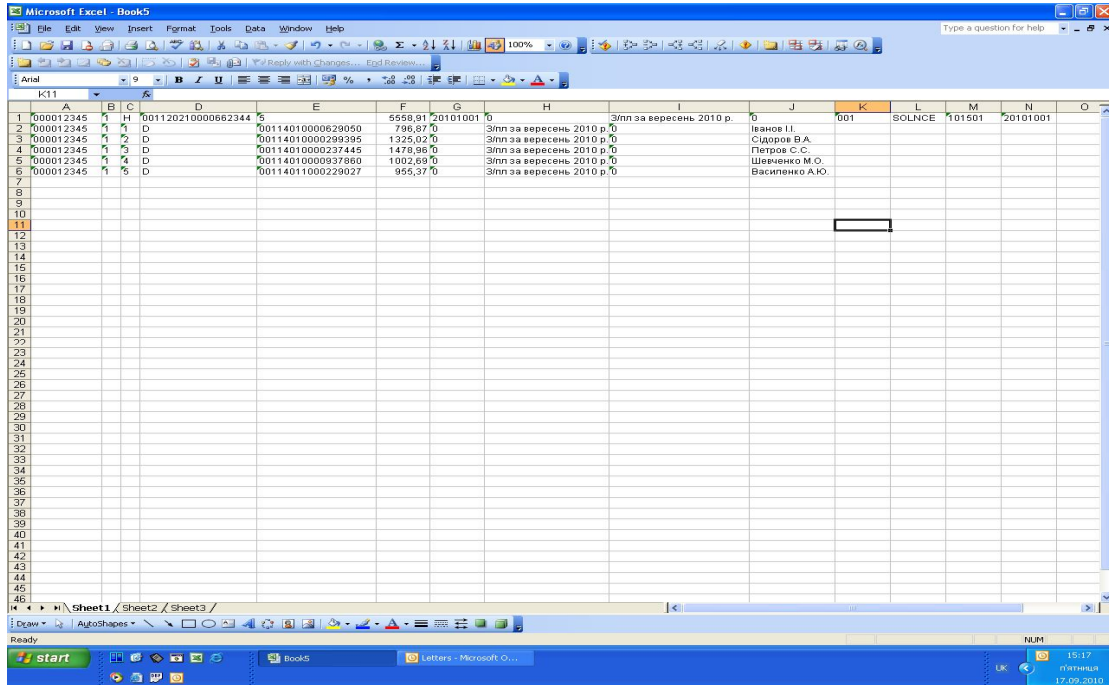 Microsoft Excel - Book5
File Edit View Insert Format Tools Data Window Help Type a question for help
100%
Reply with Changes... End Review...
Arial 9 B I U
K11 fx
A B C D E F G H I J K L M N O
1 000012345 1 H 001120210000662344 5 5558,91 20101001 0 З/пл за вересень 2010 р. 0 001 SOLNCE 101501 20101001
2 000012345 1 1 D 00114010000629050 796,87 0 З/пл за вересень 2010 р. 0 Іванов І.І.
3 000012345 1 2 D 00114010000299395 1325,02 0 З/пл за вересень 2010 р. 0 Сідоров В.А.
4 000012345 1 3 D 00114010000237445 1478,96 0 З/пл за вересень 2010 р. 0 Петров С.С.
5 000012345 1 4 D 00114010000937860 1002,69 0 З/пл за вересень 2010 р. 0 Шевченко М.О.
6 000012345 1 5 D 00114011000229027 955,37 0 З/пл за вересень 2010 р. 0 Василенко А.Ю.
7
8
9
10
11
12
13
14
15
16
17
18
19
20
21
22
23
24
25
26
27
28
29
30
31
32
33
34
35
36
37
38
39
40
41
42
43
44
45
46
Sheet1 Sheet2 Sheet3
Draw AutoShapes
Ready NUM
start Book5 Letters - Microsoft O... UK 15:17
п'ятниця
17.09.2010